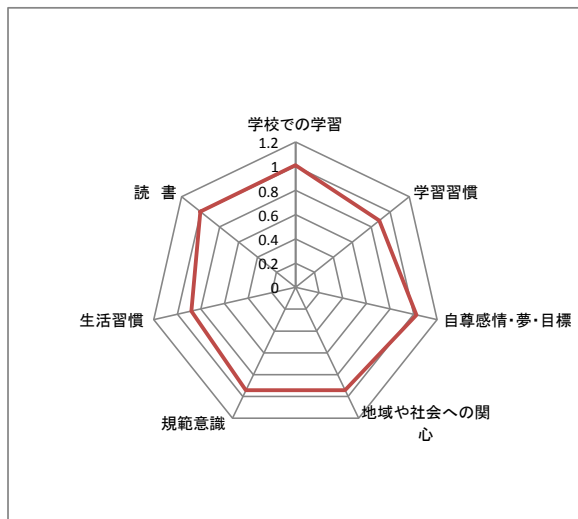 学校での学習
1.2
1
0.8
0.6
0.4
0.2
0
学習習慣
自尊感情・夢・目標
地域や社会への関
心
規範意識
生活習慣
読 書